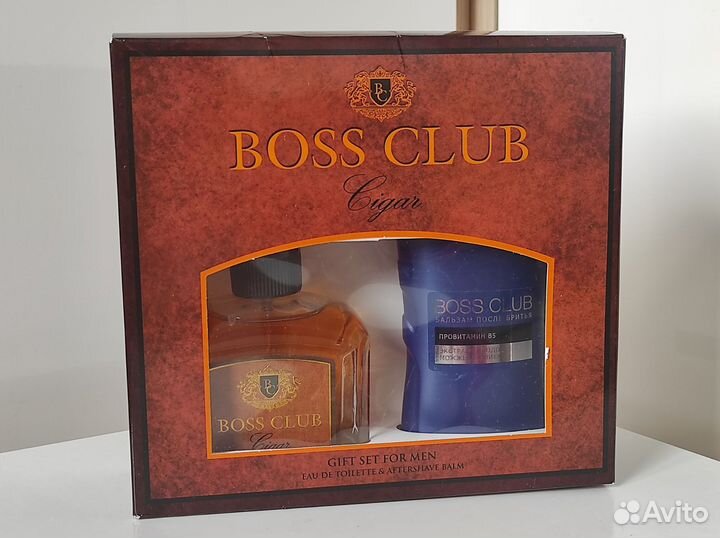 BC
BOSS CLUB
Cigar
BC
BOSS CLUB
Cigar
BOSS CLUB
БАЛЬЗАМ ПОСЛЕ БРИТЬЯ
ПРОВИТАМИН B5
GIFT SET FOR MEN
EAU DE TOILETTE & AFTERSHAVE BALM
Avito